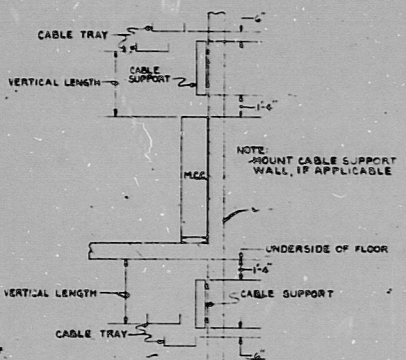 6"
CABLE TRAY
CABLE
SUPPORT
VERTICAL LENGTH
1'-6"
NOTE:
MOUNT CABLE SUPPORT
WALL, IF APPLICABLE
M.C.C.
UNDERSIDE OF FLOOR
1'-6"
VERTICAL LENGTH
CABLE SUPPORT
CABLE TRAY
6"